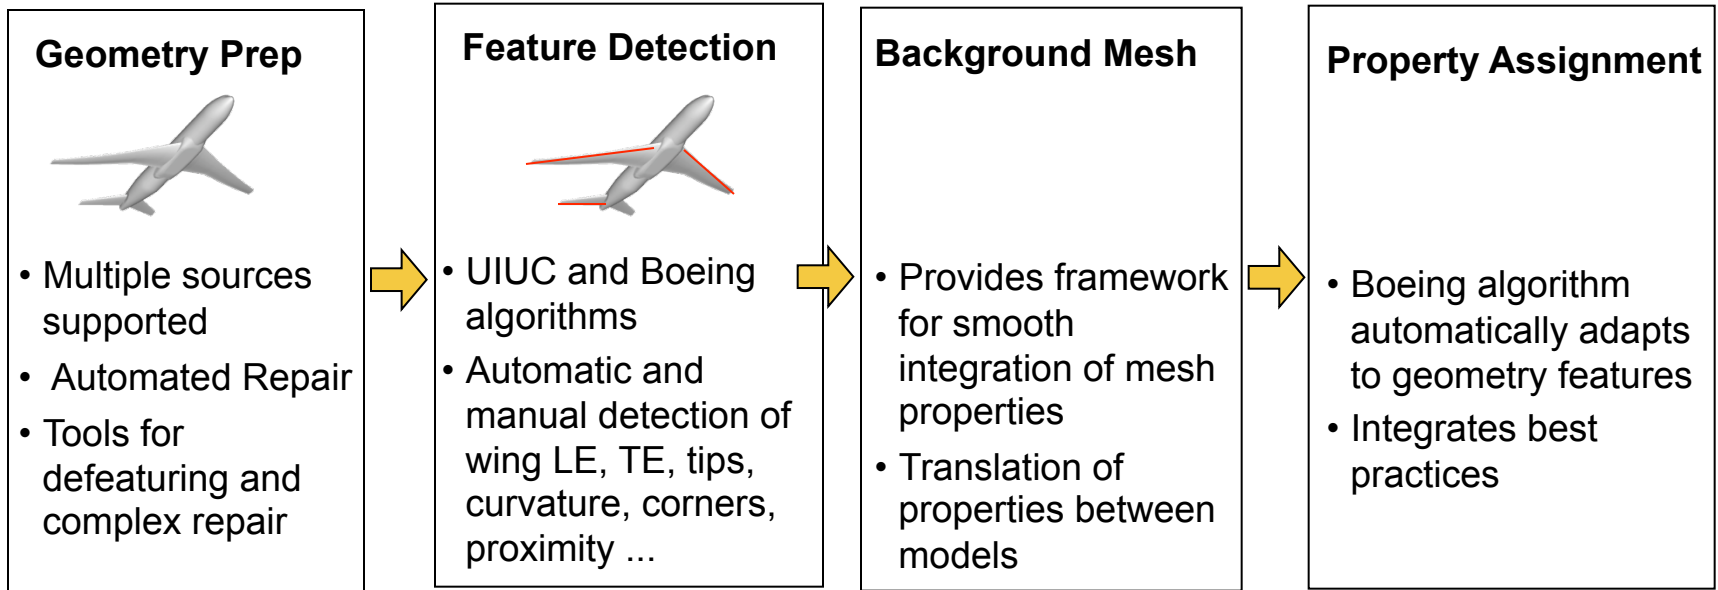 Geometry Prep
• Multiple sources
supported
• Automated Repair
• Tools for
defeaturing and
complex repair
Feature Detection
• UIUC and Boeing
algorithms
• Automatic and
manual detection of
wing LE, TE, tips,
curvature, corners,
proximity ...
Background Mesh
• Provides framework
for smooth
integration of mesh
properties
• Translation of
properties between
models
Property Assignment
• Boeing algorithm
automatically adapts
to geometry features
• Integrates best
practices